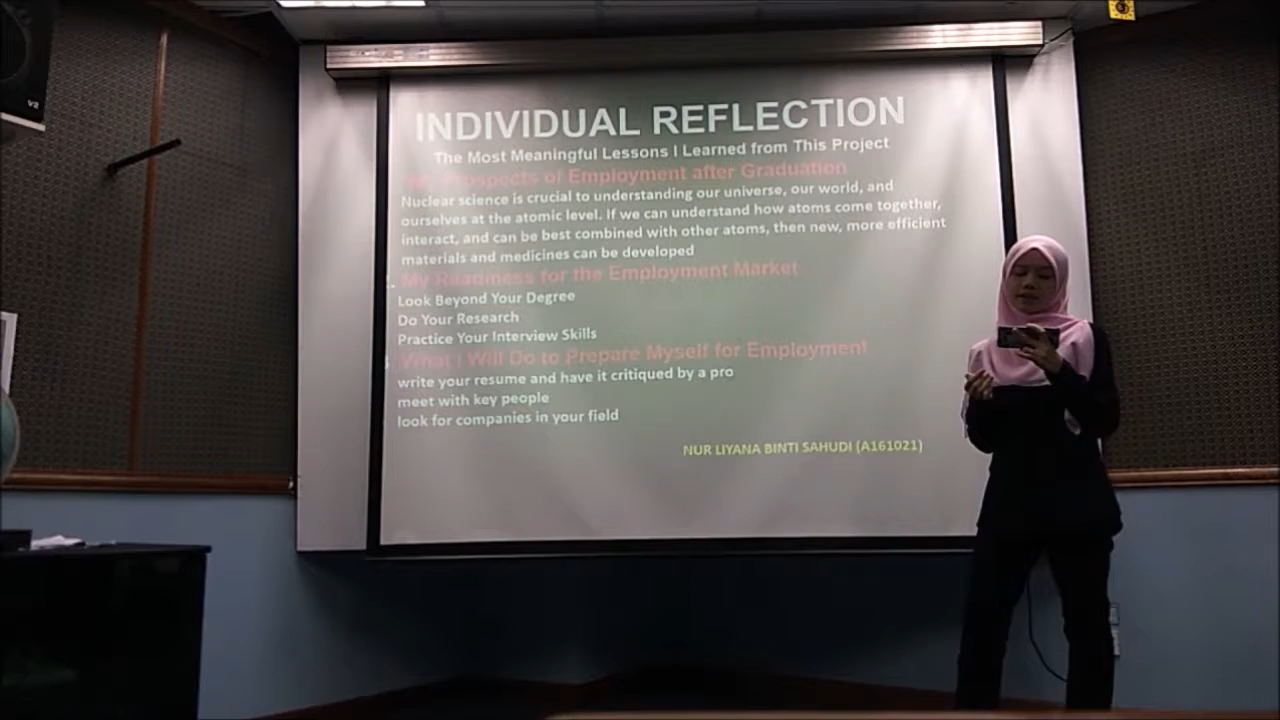 INDIVIDUAL REFLECTION
The Most Meaningful Lessons I Learned from This Project
Prospects of Employment after Graduation
Nuclear science is crucial to understanding our universe, our world, and
ourselves at the atomic level. If we can understand how atoms come together,
interact, and can be best combined with other atoms, then new, more efficient
materials and medicines can be developed
My Readiness for the Employment Market
Look Beyond Your Degree
Do Your Research
Practice Your Interview Skills
What I Will Do to Prepare Myself for Employment
write your resume and have it critiqued by a pro
meet with key people
look for companies in your field
NUR LIYANA BINTI SAHUDI (A161021)
V2